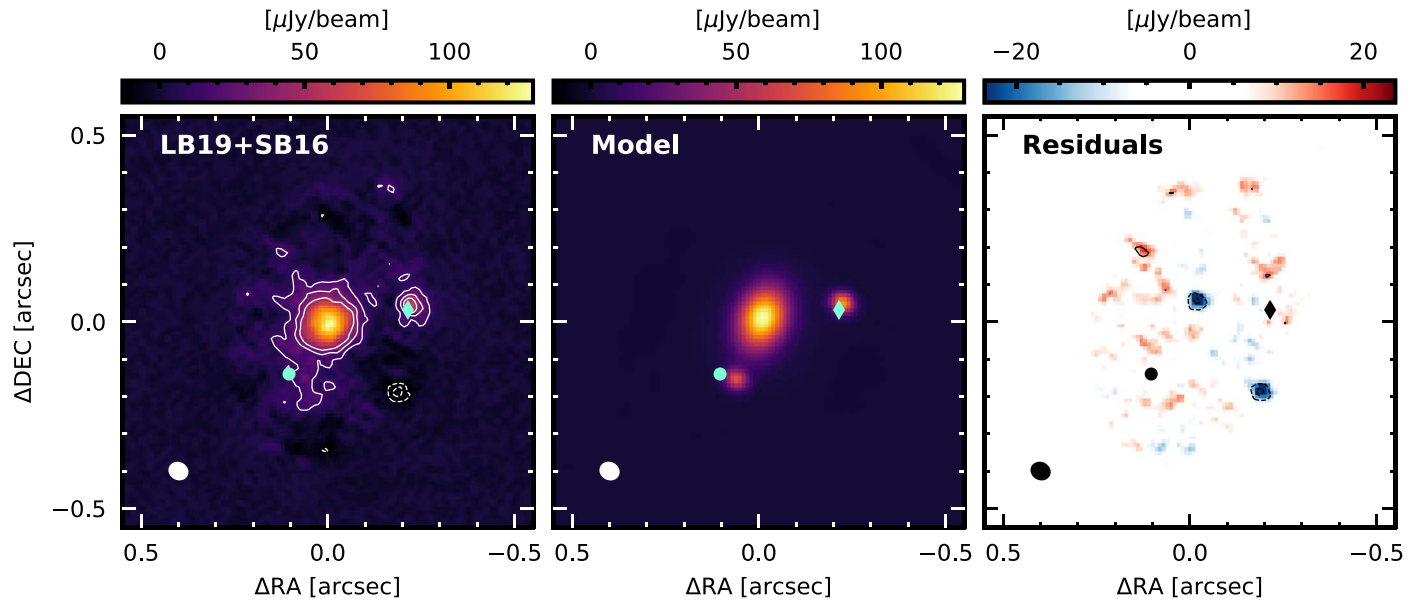 [μJy/beam] [μJy/beam] [μJy/beam]
0 50 100 0 50 100 −20 0 20
LB19+SB16 Model Residuals
0.5
0.0
−0.5
ΔDEC [arcsec]
0.5 0.0 −0.5 0.5 0.0 −0.5 0.5 0.0 −0.5
ΔRA [arcsec] ΔRA [arcsec] ΔRA [arcsec]